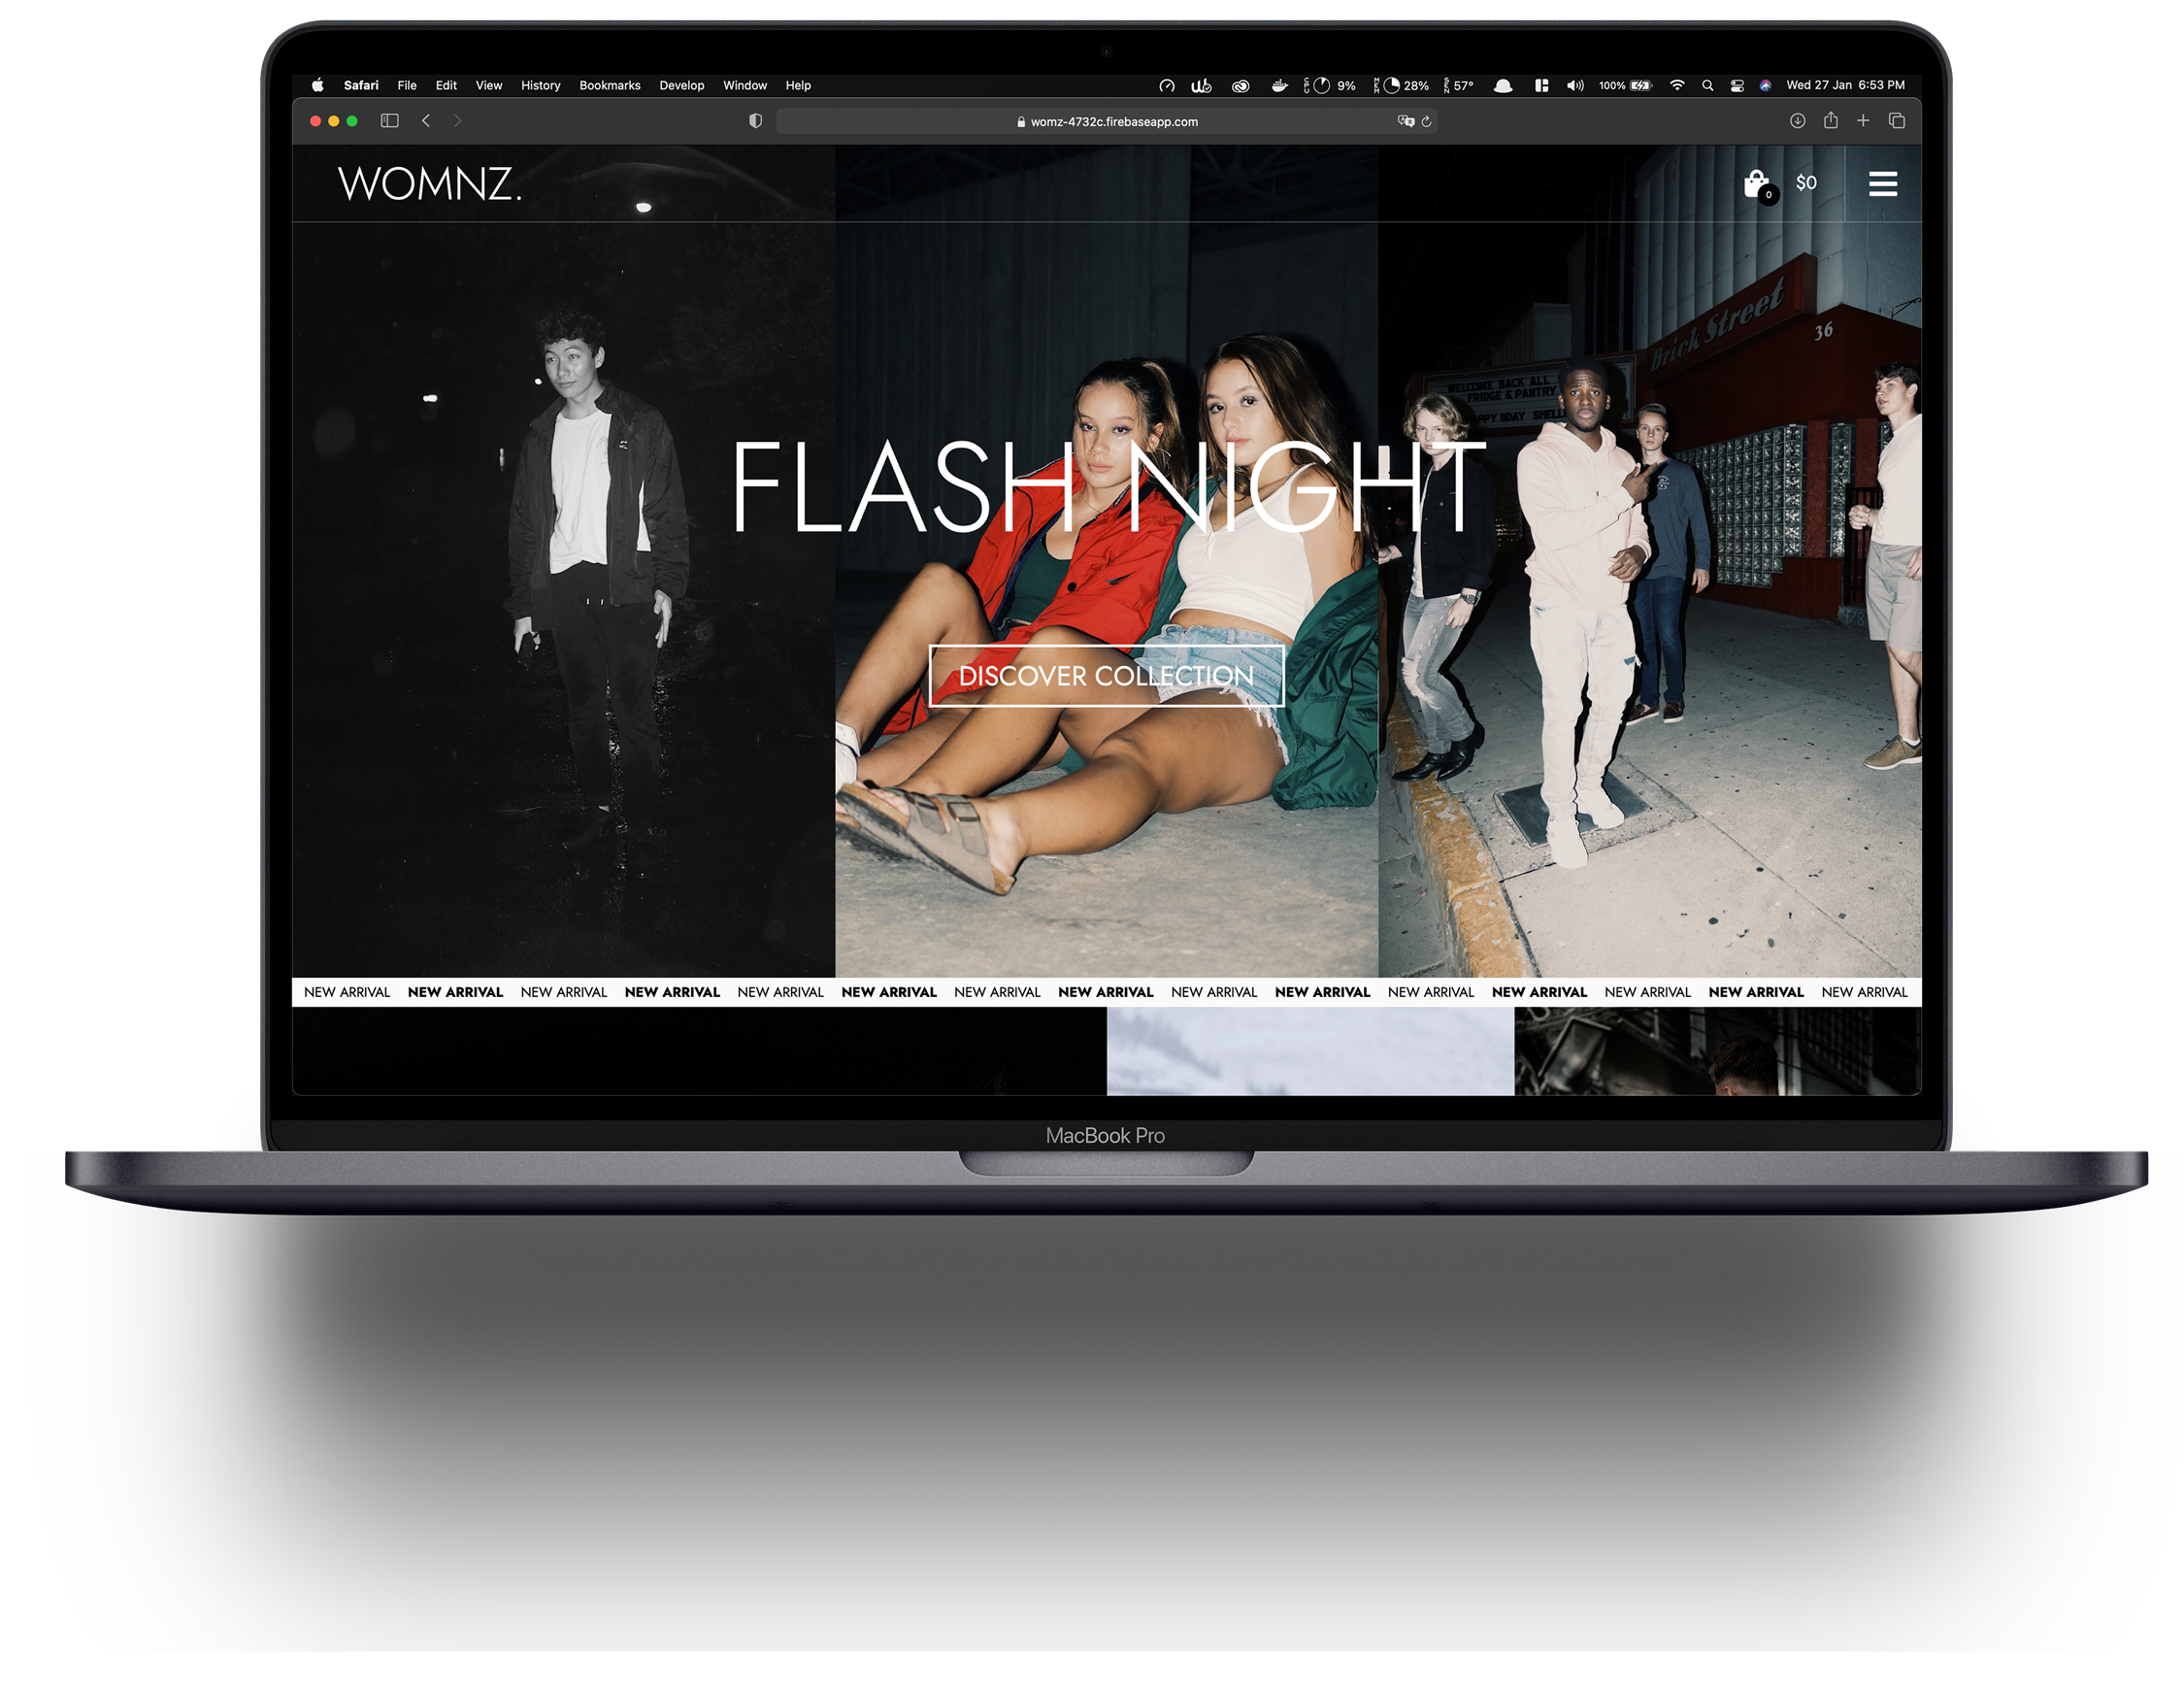 Safari File Edit View History Bookmarks Develop Window Help CPU 9% MEM 28% SEN 57° 100% Wed 27 Jan 6:53 PM
womz-4732c.firebaseapp.com
WOMNZ. 0 $0
Brick Street
36
WELCOME BACK ALL
FRIDGE & PANTRY
PPY BDAY SHELL
FLASH NIGHT
DISCOVER COLLECTION
NEW ARRIVAL NEW ARRIVAL NEW ARRIVAL NEW ARRIVAL NEW ARRIVAL NEW ARRIVAL NEW ARRIVAL NEW ARRIVAL NEW ARRIVAL NEW ARRIVAL NEW ARRIVAL NEW ARRIVAL NEW ARRIVAL NEW ARRIVAL NEW ARRIVAL
MacBook Pro